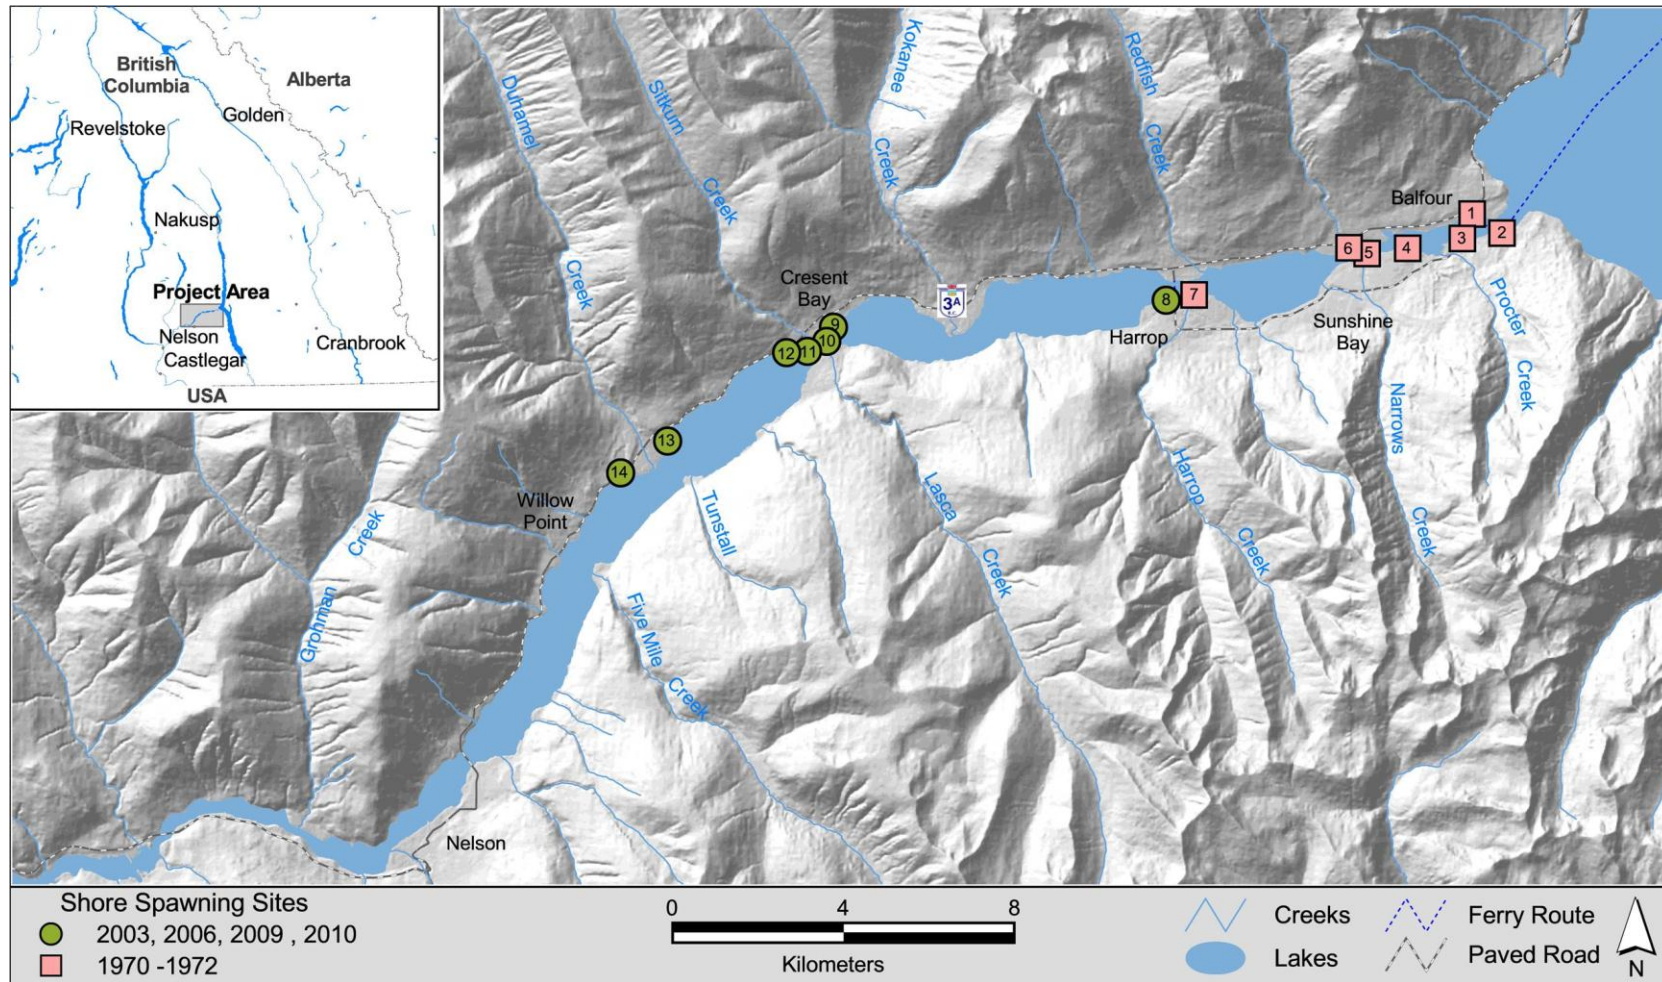 British
Columbia
Alberta
Golden
Revelstoke
Nakusp
Project Area
Nelson
Castlegar
Cranbrook
USA
Duhamel
Creek
Sitkum
Creek
Kokanee
Creek
Redfish
Creek
Balfour
1
2
3
4
5
6
7
8
Cresent
Bay
9
10
11
12
3A
B.C.
Harrop
Sunshine
Bay
Procter
Creek
Narrows
Creek
Harrop
Creek
13
14
Willow
Point
Lasca
Creek
Tunstall
Five Mile
Creek
Grohman
Creek
Nelson
Shore Spawning Sites
2003, 2006, 2009 , 2010
1970 -1972
0 4 8
Kilometers
Creeks
Lakes
Ferry Route
Paved Road
N